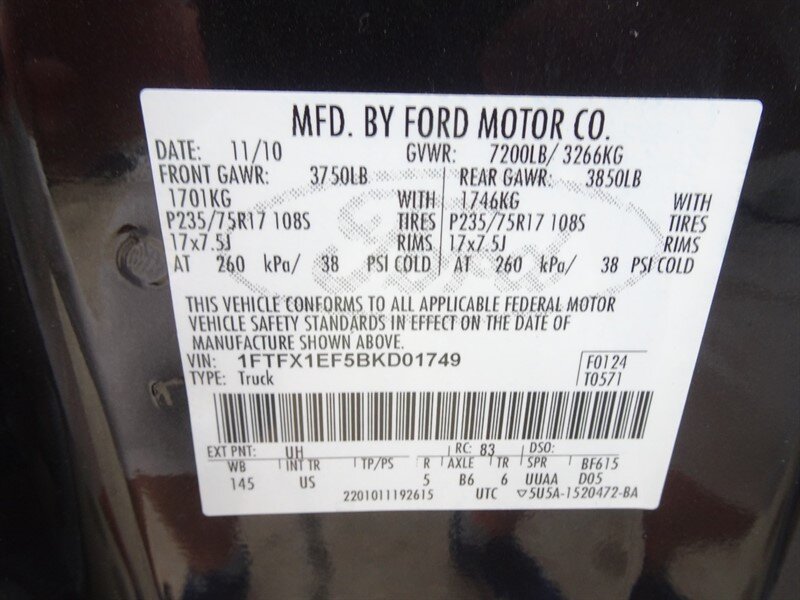 MFD. BY FORD MOTOR CO.
DATE: 11/10 GVWR: 7200LB/ 3266KG
FRONT GAWR: 3750LB REAR GAWR: 3850LB
1701KG WITH 1746KG WITH
P235/75R17 108S TIRES P235/75R17 108S TIRES
17x7.5J RIMS 17x7.5J RIMS
AT 260 kPa/ 38 PSI COLD AT 260 kPa/ 38 PSI COLD
Ford
THIS VEHICLE CONFORMS TO ALL APPLICABLE FEDERAL MOTOR
VEHICLE SAFETY STANDARDS IN EFFECT ON THE DATE OF
MANUFACTURE SHOWN ABOVE.
VIN: 1FTFX1EF5BKD01749 F0124
TYPE: Truck T0571
EXT PNT: UH RC: 83 DSO:
WB INT TR TP/PS R AXLE TR SPR BF615
145 US 5 B6 6 UUAA D05
2201011192615 UTC ▽5U5A-1520472-BA